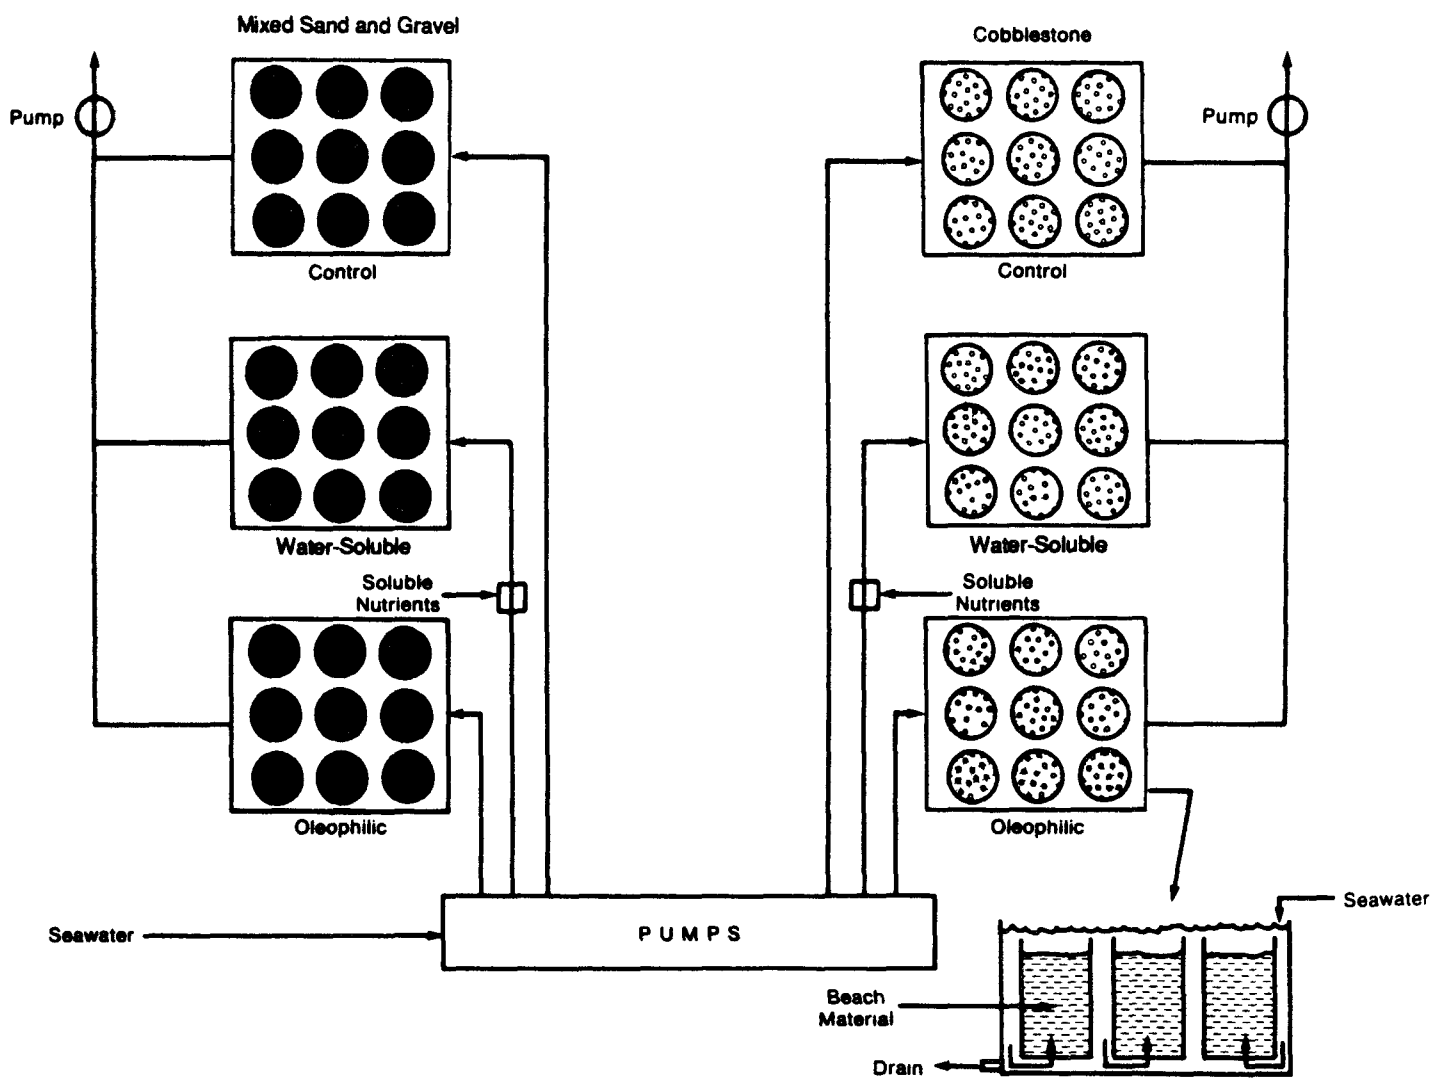 Mixed Sand and Gravel
Cobblestone
Pump
Pump
Control
Control
Water-Soluble
Water-Soluble
Soluble
Nutrients
Soluble
Nutrients
Oleophilic
Oleophilic
Seawater
PUMPS
Seawater
Beach
Material
Drain